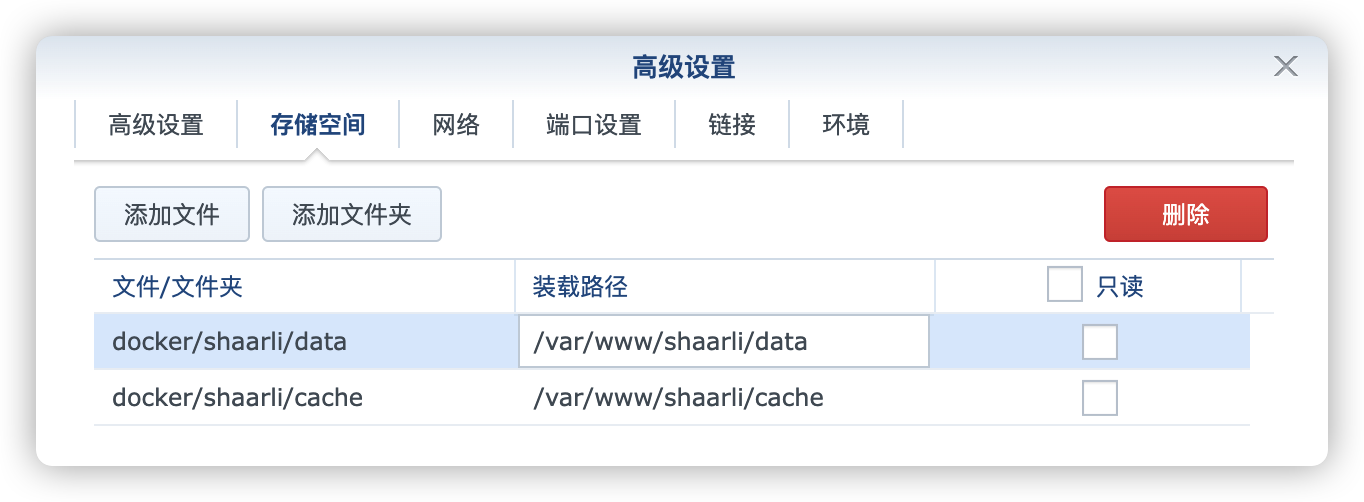 高级设置
高级设置 存储空间 网络 端口设置 链接 环境
添加文件 添加文件夹 删除
文件/文件夹 装载路径 只读
docker/shaarli/data /var/www/shaarli/data
docker/shaarli/cache /var/www/shaarli/cache